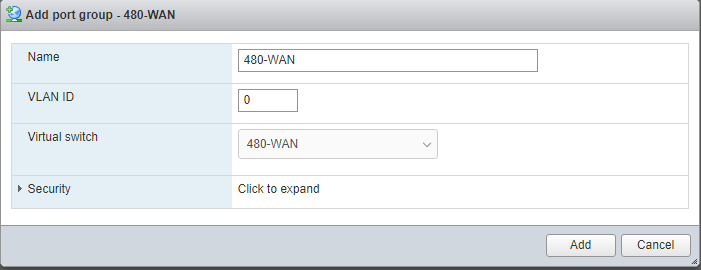 Add port group - 480-WAN
Name 480-WAN
VLAN ID 0
Virtual switch 480-WAN
Security Click to expand
Add Cancel